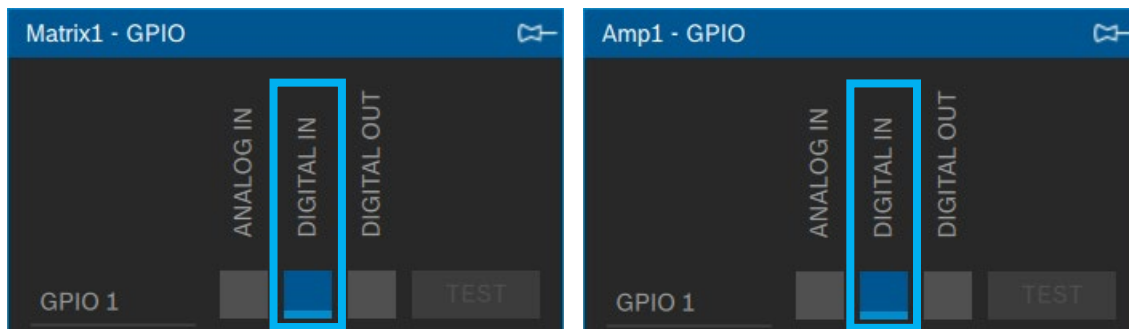 Matrix1 - GPIO
ANALOG IN
DIGITAL IN
DIGITAL OUT
GPIO 1
TEST
Amp1 - GPIO
ANALOG IN
DIGITAL IN
DIGITAL OUT
GPIO 1
TEST